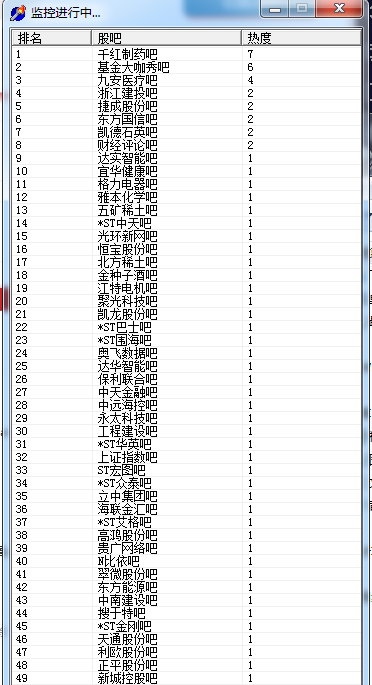 监控进行中...
排名 股吧 热度
1 千红制药吧 7
2 基金大咖秀吧 6
3 九安医疗吧 4
4 浙江建投吧 2
5 捷成股份吧 2
6 东方国信吧 2
7 凯德石英吧 2
8 财经评论吧 2
9 达实智能吧 1
10 宜华健康吧 1
11 格力电器吧 1
12 雅本化学吧 1
13 五矿稀土吧 1
14 *ST中天吧 1
15 光环新网吧 1
16 恒宝股份吧 1
17 北方稀土吧 1
18 金种子酒吧 1
19 江特电机吧 1
20 聚光科技吧 1
21 凯龙股份吧 1
22 *ST巴士吧 1
23 *ST围海吧 1
24 奥飞数据吧 1
25 达华智能吧 1
26 保利联合吧 1
27 中天金融吧 1
28 中远海控吧 1
29 永太科技吧 1
30 工程建设吧 1
31 *ST华英吧 1
32 上证指数吧 1
33 ST宏图吧 1
34 *ST众泰吧 1
35 立中集团吧 1
36 海联金汇吧 1
37 *ST艾格吧 1
38 高鸿股份吧 1
39 贵广网络吧 1
40 N比依吧 1
41 翠微股份吧 1
42 东方能源吧 1
43 中南建设吧 1
44 搜于特吧 1
45 *ST金刚吧 1
46 天通股份吧 1
47 利欧股份吧 1
48 正平股份吧 1
49 新城控股吧 1